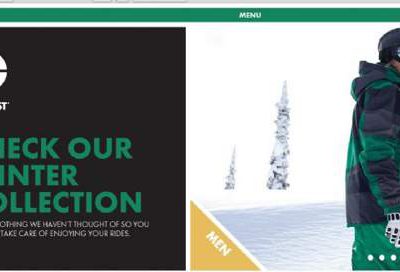 MENU
ST
HECK OUR
INTER
OLLECTION
OTHING WE HAVEN'T THOUGHT OF SO YOU
TAKE CARE OF ENJOYING YOUR RIDES.
MEN